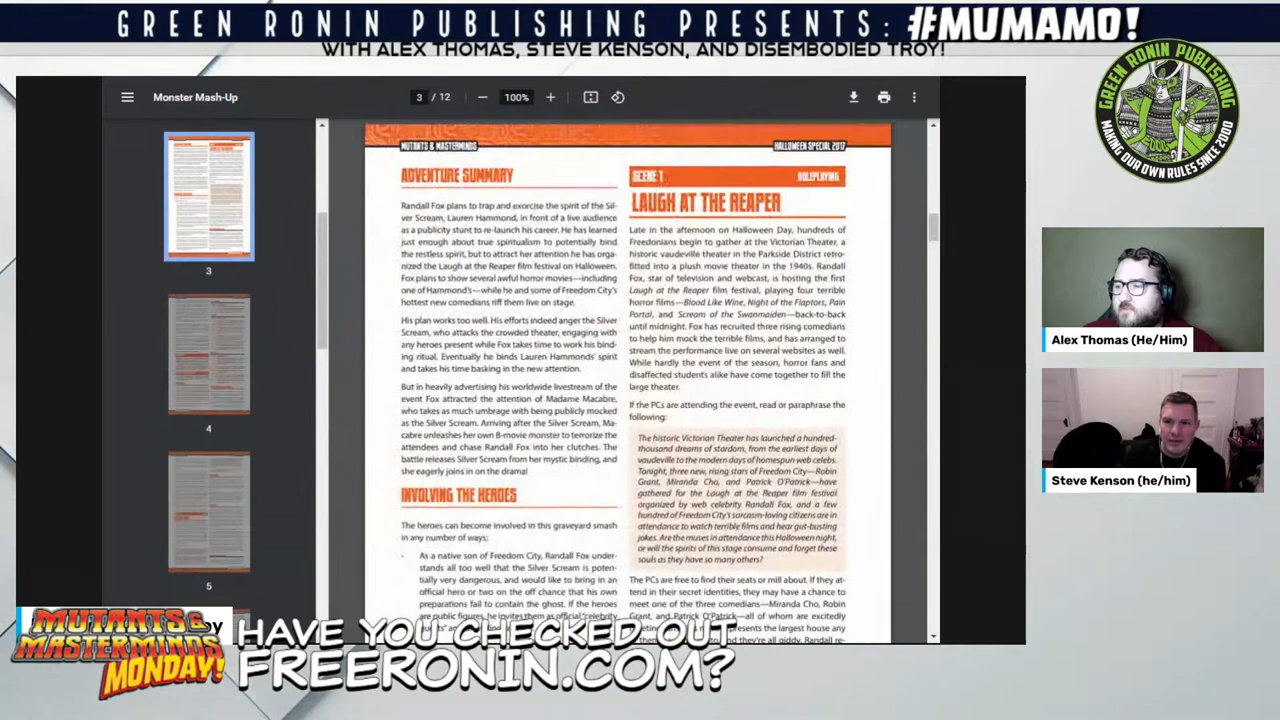 GREEN RONIN PUBLISHING PRESENTS: #MUMAMO!
WITH ALEX THOMAS, STEVE KENSON, AND DISEMBODIED TROY!
Monster Mash-Up
3 / 12
100%
3
4
5
MUTANTS & MASTERMINDS
HALLOWEEN SPECIAL 2017
ADVENTURE SUMMARY
Randall Fox plans to trap and exorcise the spirit of the Sil-
ver Scream, Lauren Hammond, in front of a live audience
as a publicity stunt to re-launch his career. He has learned
just enough about true spiritualism to potentially bind
the restless spirit, but to attract her attention he has orga-
nized the Laugh at the Reaper film festival on Halloween.
Fox plans to show several awful horror movies—including
one of Hammond's—while he and some of Freedom City's
hottest new comedians riff them live on stage.
His plan works too well. His efforts indeed anger the Silver
Scream, who attacks the crowded theater, engaging with
any heroes present while Fox takes time to work his bind-
ing ritual. Eventually he binds Lauren Hammonds' spirit
and takes his time basking in the new attention.
But in heavily advertising his worldwide livestream of the
event Fox attracted the attention of Madame Macabre,
who takes as much umbrage with being publicly mocked
as the Silver Scream. Arriving after the Silver Scream, Ma-
cabre unleashes her own B-movie monster to terrorize the
attendees and chase Randall Fox into her clutches. The
battle releases Silver Scream from her mystic binding, and
she eagerly joins in on the drama!
INVOLVING THE HEROES
The heroes can become involved in this graveyard smash
in any number of ways:
- As a native son of Freedom City, Randall Fox under-
stands all too well that the Silver Scream is poten-
tially very dangerous, and would like to bring in an
official hero or two on the off chance that his own
preparations fail to contain the ghost. If the heroes
are public figures, he invites them as official "celebrity
SCENE 1
ROLEPLAYING
LAUGH AT THE REAPER
Late in the afternoon on Halloween Day, hundreds of
Freedonians begin to gather at the Victorian Theater, a
historic vaudeville theater in the Parkside District retro-
fitted into a plush movie theater in the 1940s. Randall
Fox, star of television and webcast, is hosting the first
Laugh at the Reaper film festival, playing four terrible
horror films—Blood Like Wine, Night of the Flaptors, Pain
Portal, and Scream of the Swanmaiden—back-to-back
until midnight. Fox has recruited three rising comedians
to help him mock the terrible films, and has arranged to
stream the performance live on several websites as well.
While hardly the event of the season, horror fans and
disaffected students alike have come together to fill the
large theater.
If the PCs are attending the event, read or paraphrase the
following:
The historic Victorian Theater has launched a hundred-
thousand dreams of stardom, from the earliest days of
vaudeville to the modern days of homespun web celebs.
Tonight, three new, rising stars of Freedom City—Robin
Grant, Miranda Cho, and Patrick O'Patrick—have
gathered for the Laugh at the Reaper film festival
organized by web celebrity Randall Fox, and a few
hundred of Freedom City's sarcasm-loving citizens are in
attendance to watch terrible films and hear gut-busting
jokes. Are the muses in attendance this Halloween night,
or will the spirits of this stage consume and forget these
souls as they have so many others?
The PCs are free to find their seats or mill about. If they at-
tend in their secret identities, they may have a chance to
meet one of the three comedians—Miranda Cho, Robin
Grant, and Patrick O'Patrick—all of whom are excitedly
presents the largest house any
and they're all giddy. Randall re-
GREEN RONIN PUBLISHING
MAKING OUR OWN RULES SINCE 2000
Alex Thomas (He/Him)
Steve Kenson (he/him)
MUTANTS &
MASTERMINDS
MONDAY!
HAVE YOU CHECKED OUT
FREERONIN.COM?